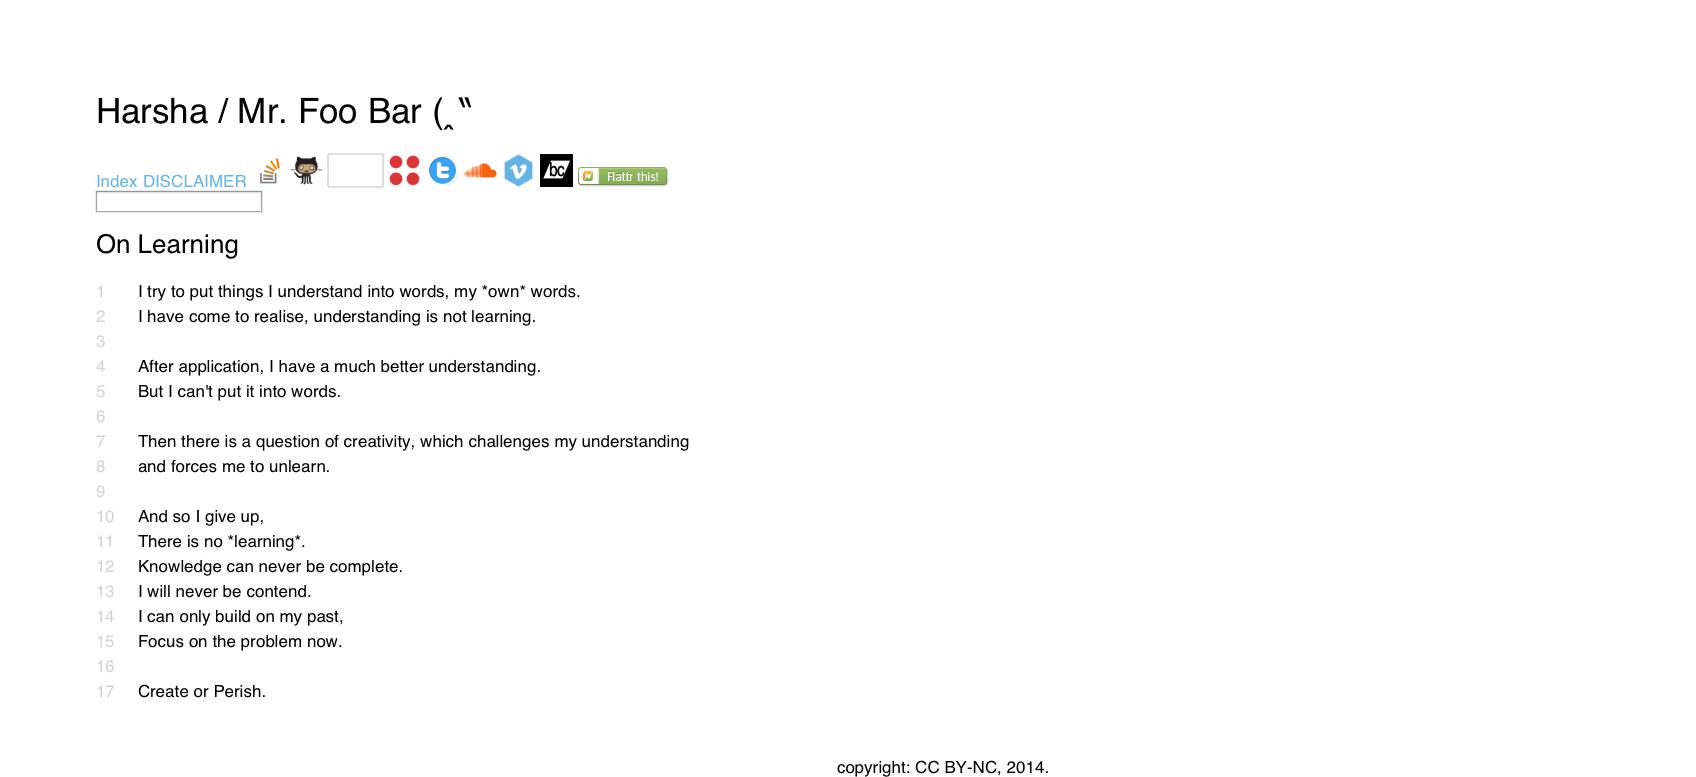 Harsha / Mr. Foo Bar (‸‟
Index DISCLAIMER
bc
Flattr this!
On Learning
1 I try to put things I understand into words, my *own* words.
2 I have come to realise, understanding is not learning.
3
4 After application, I have a much better understanding.
5 But I can't put it into words.
6
7 Then there is a question of creativity, which challenges my understanding
8 and forces me to unlearn.
9
10 And so I give up,
11 There is no *learning*.
12 Knowledge can never be complete.
13 I will never be contend.
14 I can only build on my past,
15 Focus on the problem now.
16
17 Create or Perish.
copyright: CC BY-NC, 2014.